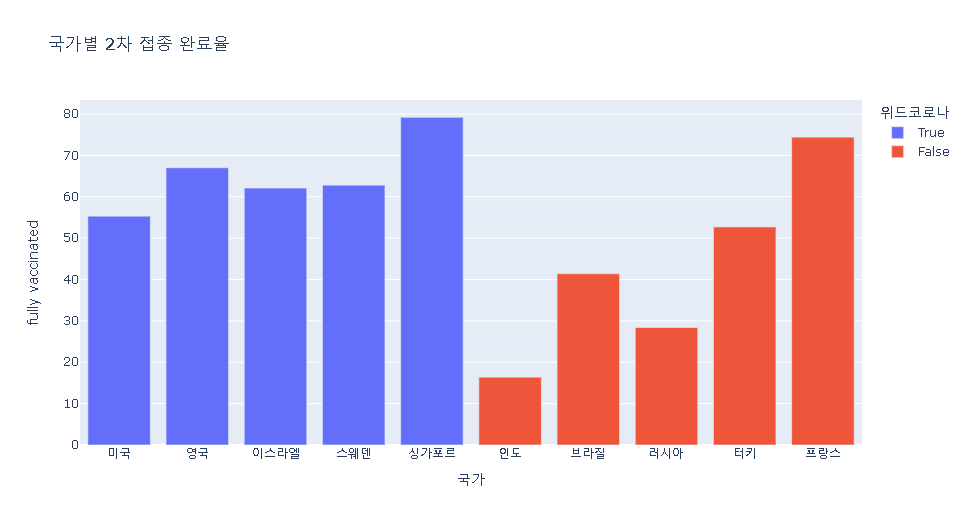 국가별 2차 접종 완료율
위드코로나
True
False
fully vaccinated
80
70
60
50
40
30
20
10
0
미국 영국 이스라엘 스웨덴 싱가포르 인도 브라질 러시아 터키 프랑스
국가